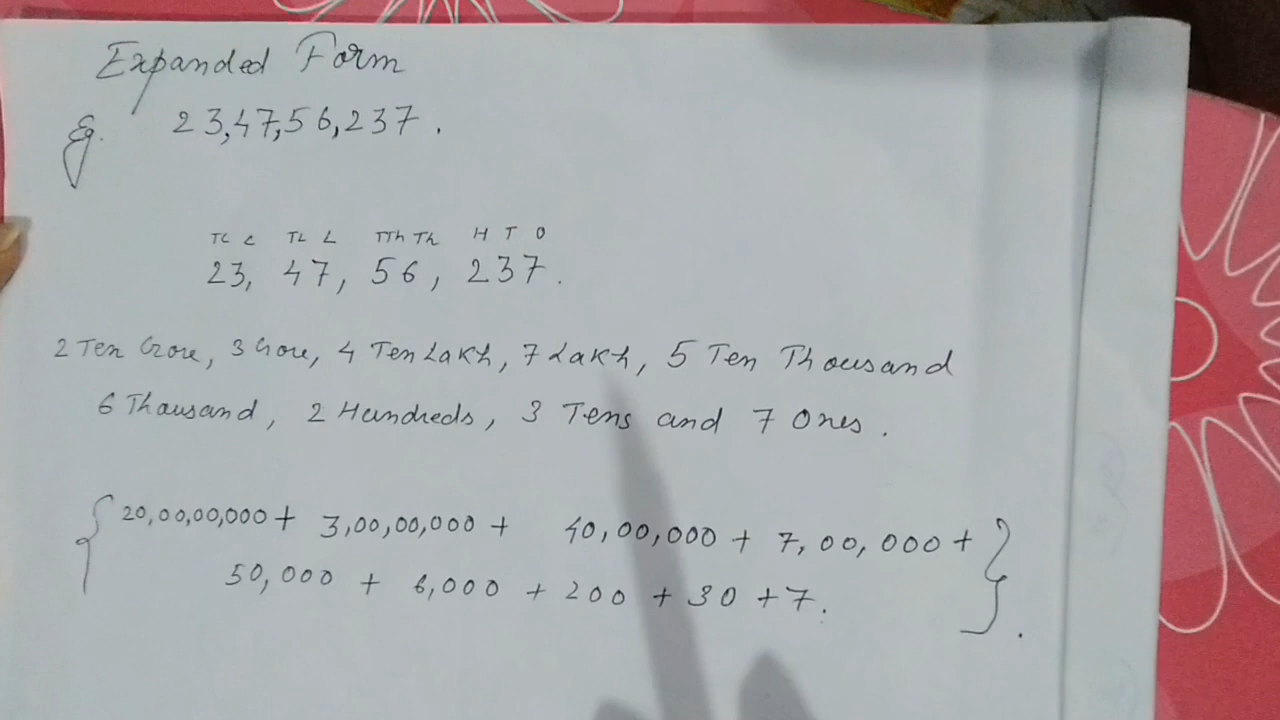 Expanded Form
Eg. 23,47,56,237.
TC C TL L TTh Th H T O
23, 47, 56, 237.
2 Ten Crore, 3 Crore, 4 Ten Lakh, 7 Lakh, 5 Ten Thousand
6 Thousand, 2 Hundreds, 3 Tens and 7 Ones.
{ 20,00,00,000 + 3,00,00,000 + 40,00,000 + 7,00,000 +
50,000 + 6,000 + 200 + 30 + 7. }.